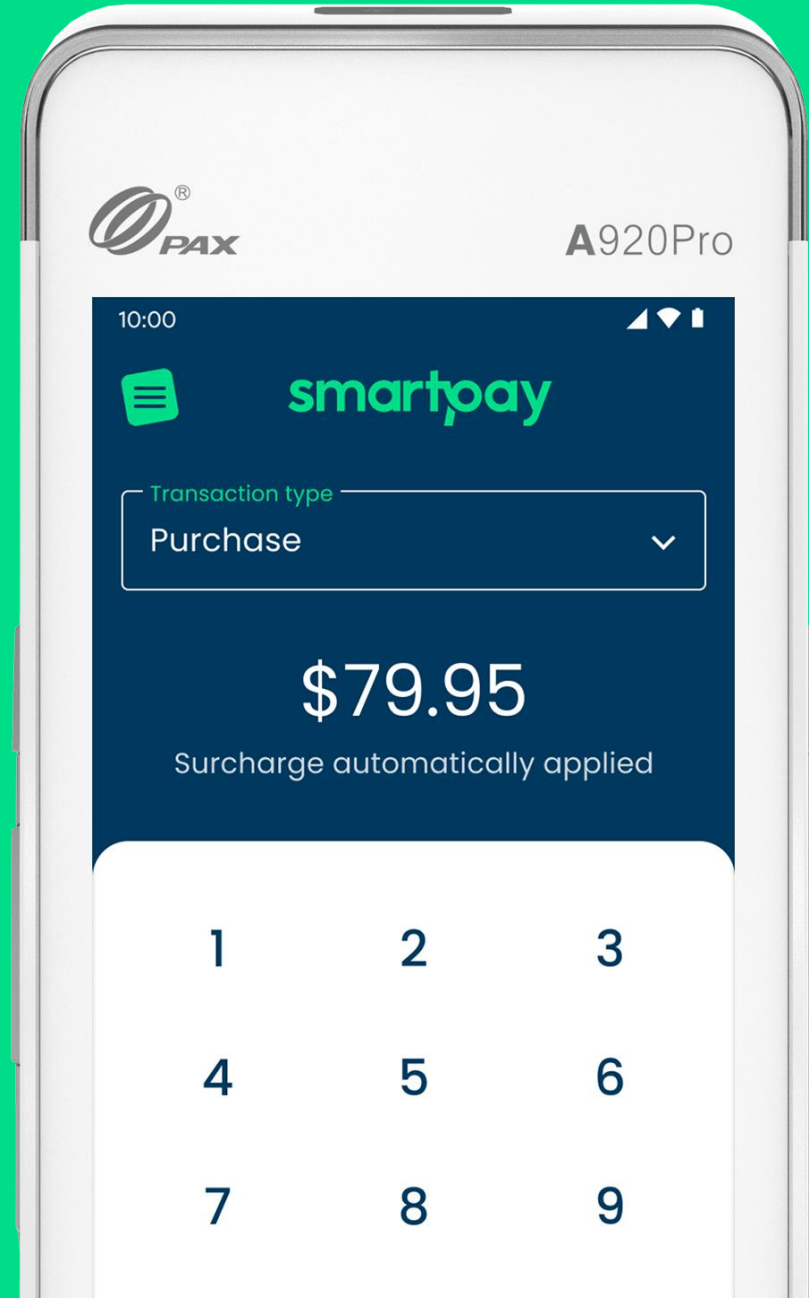 ®
PAX
A920Pro
10:00
smartpay
Transaction type
Purchase
$79.95
Surcharge automatically applied
1 2 3
4 5 6
7 8 9